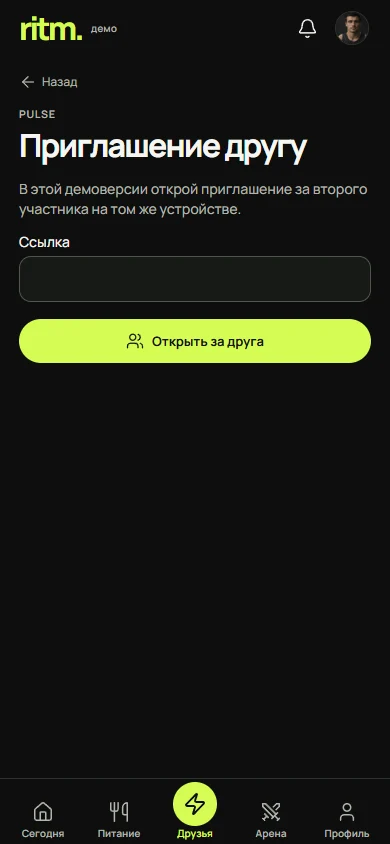 ritm. демо
Назад
PULSE
Приглашение другу
В этой демоверсии открой приглашение за второго
участника на том же устройстве.
Ссылка
Открыть за друга
Сегодня Питание Друзья Арена Профиль